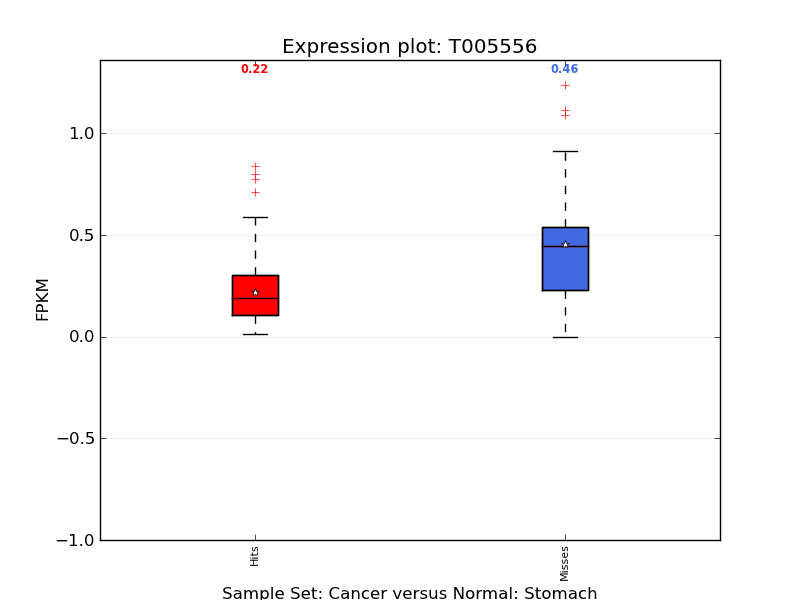 Expression plot: T005556
0.22
0.46
1.0
0.5
0.0
−0.5
−1.0
FPKM
Hits
Misses
Sample Set: Cancer versus Normal: Stomach